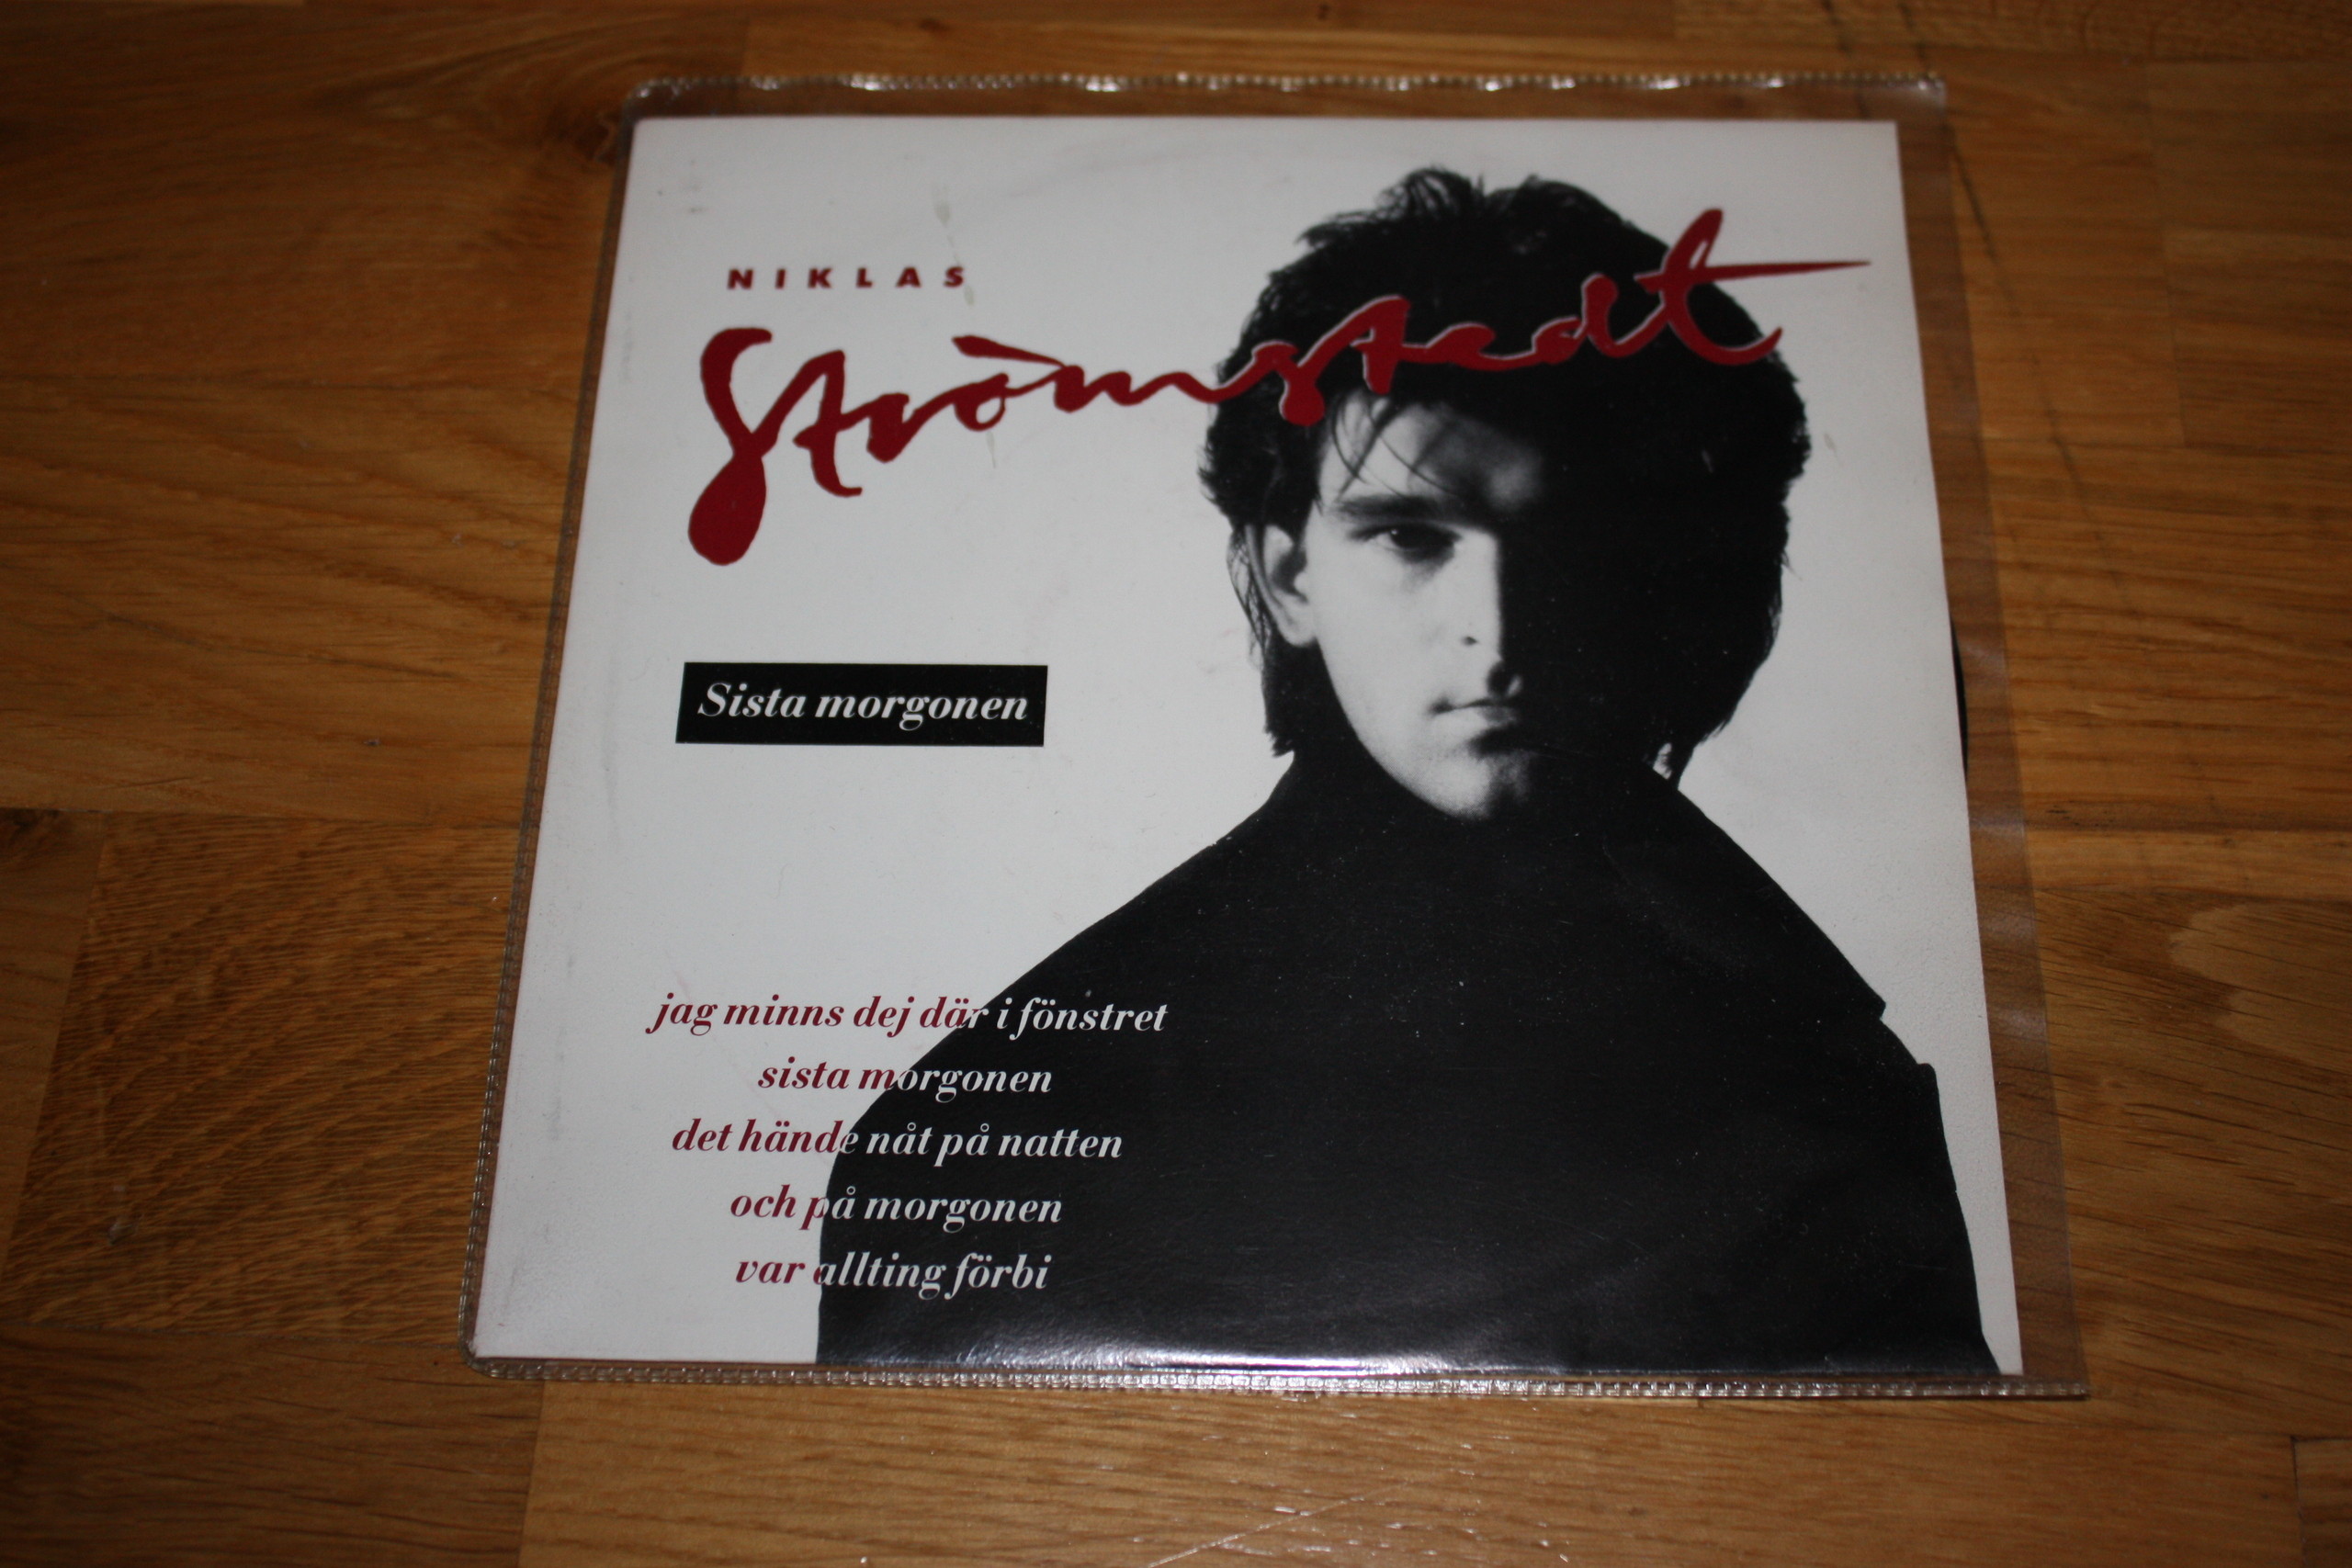 NIKLAS
Strömstedt
Sista morgonen
jag minns dej där i fönstret
sista morgonen
det hände nåt på natten
och på morgonen
var allting förbi